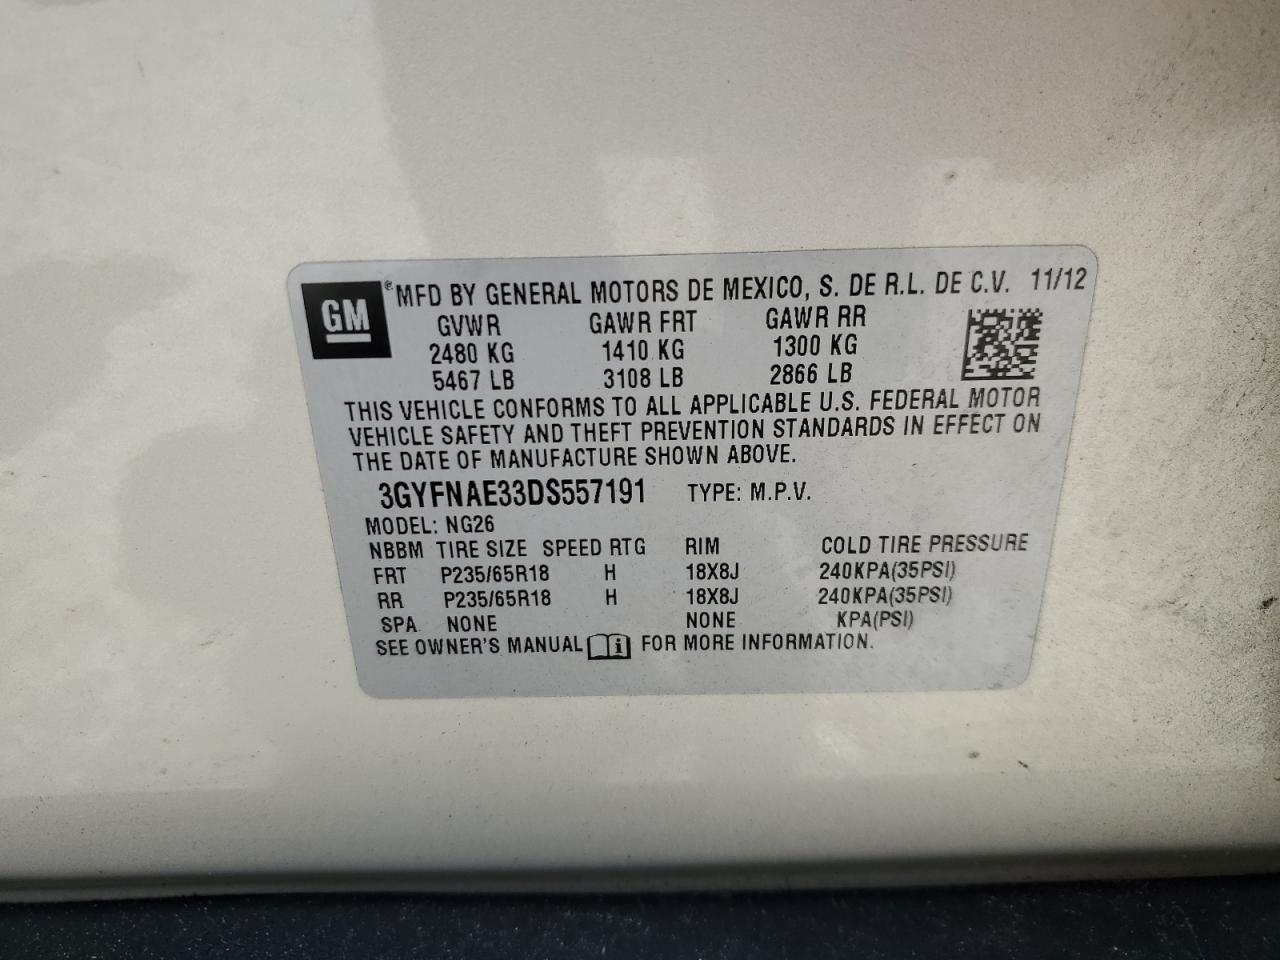 GM ® MFD BY GENERAL MOTORS DE MEXICO, S. DE R.L. DE C.V. 11/12
GVWR GAWR FRT GAWR RR
2480 KG 1410 KG 1300 KG
5467 LB 3108 LB 2866 LB
THIS VEHICLE CONFORMS TO ALL APPLICABLE U.S. FEDERAL MOTOR
VEHICLE SAFETY AND THEFT PREVENTION STANDARDS IN EFFECT ON
THE DATE OF MANUFACTURE SHOWN ABOVE.
3GYFNAE33DS557191 TYPE: M.P.V.
MODEL: NG26
NBBM TIRE SIZE SPEED RTG RIM COLD TIRE PRESSURE
FRT P235/65R18 H 18X8J 240KPA(35PSI)
RR P235/65R18 H 18X8J 240KPA(35PSI)
SPA NONE NONE KPA(PSI)
SEE OWNER'S MANUAL i FOR MORE INFORMATION.